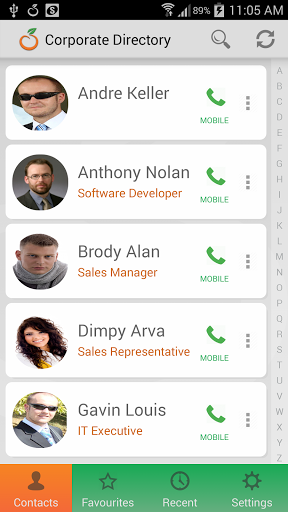 89% 11:05 AM
Corporate Directory
Andre Keller
MOBILE
Anthony Nolan
Software Developer
MOBILE
Brody Alan
Sales Manager
MOBILE
Dimpy Arva
Sales Representative
MOBILE
Gavin Louis
IT Executive
MOBILE
A
B
C
D
E
F
G
H
I
J
K
L
M
N
O
P
Q
R
S
T
U
V
W
X
Y
Z
Contacts Favourites Recent Settings